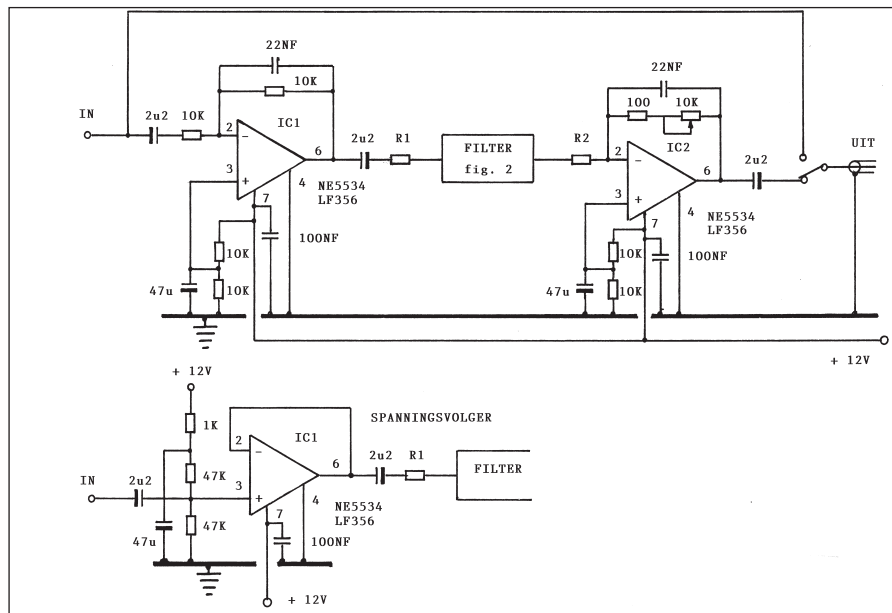 22NF
10K
IN
2u2
10K
IC1
2
6
3
4
7
NE5534
LF356
2u2
R1
FILTER
fig. 2
R2
22NF
100
10K
IC2
2
6
3
4
7
NE5534
LF356
2u2
UIT
10K
10K
47u
100NF
10K
10K
47u
100NF
+ 12V
+ 12V
1K
47K
47K
IN
2u2
47u
SPANNINGSVOLGER
IC1
2
6
3
4
7
NE5534
LF356
100NF
2u2
R1
FILTER
+ 12V